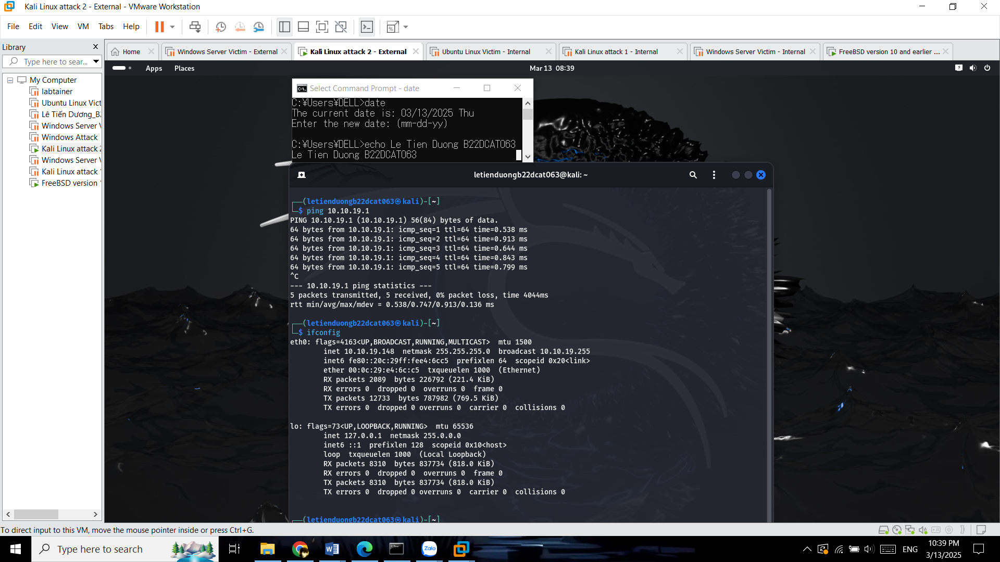 Kali Linux attack 2 - External - VMware Workstation
File Edit View VM Tabs Help
Library
Type here to sear...
My Computer
labtainer
Ubuntu Linux Vict
Lê Tiến Dương_B2
Windows Server V
Windows Attack
Kali Linux attack 2
Windows Server V
Kali Linux attack
FreeBSD version
Home
Windows Server Victim - External
Kali Linux attack 2 - External
Ubuntu Linux Victim - Internal
Kali Linux attack 1 - Internal
Windows Server Victim - Internal
FreeBSD version 10 and earlier ...
Apps Places
Mar 13 08:39
Select Command Prompt - date
C:¥Users¥DELL>date
The current date is: 03/13/2025 Thu
Enter the new date: (mm-dd-yy)
C:¥Users¥DELL>echo Le Tien Duong B22DCAT063
Le Tien Duong B22DCAT063
letienduongb22dcat063@kali: ~
┌──(letienduongb22dcat063㉿kali)-[~]
└─$ ping 10.10.19.1
PING 10.10.19.1 (10.10.19.1) 56(84) bytes of data.
64 bytes from 10.10.19.1: icmp_seq=1 ttl=64 time=0.538 ms
64 bytes from 10.10.19.1: icmp_seq=2 ttl=64 time=0.913 ms
64 bytes from 10.10.19.1: icmp_seq=3 ttl=64 time=0.644 ms
64 bytes from 10.10.19.1: icmp_seq=4 ttl=64 time=0.843 ms
64 bytes from 10.10.19.1: icmp_seq=5 ttl=64 time=0.799 ms
^C
--- 10.10.19.1 ping statistics ---
5 packets transmitted, 5 received, 0% packet loss, time 4044ms
rtt min/avg/max/mdev = 0.538/0.747/0.913/0.136 ms
┌──(letienduongb22dcat063㉿kali)-[~]
└─$ ifconfig
eth0: flags=4163<UP,BROADCAST,RUNNING,MULTICAST>  mtu 1500
inet 10.10.19.148  netmask 255.255.255.0  broadcast 10.10.19.255
inet6 fe80::20c:29ff:fee4:6cc5  prefixlen 64  scopeid 0x20<link>
ether 00:0c:29:e4:6c:c5  txqueuelen 1000  (Ethernet)
RX packets 2089  bytes 226792 (221.4 KiB)
RX errors 0  dropped 0  overruns 0  frame 0
TX packets 12733  bytes 787982 (769.5 KiB)
TX errors 0  dropped 0 overruns 0  carrier 0  collisions 0
lo: flags=73<UP,LOOPBACK,RUNNING>  mtu 65536
inet 127.0.0.1  netmask 255.0.0.0
inet6 ::1  prefixlen 128  scopeid 0x10<host>
loop  txqueuelen 1000  (Local Loopback)
RX packets 8310  bytes 837734 (818.0 KiB)
RX errors 0  dropped 0  overruns 0  frame 0
TX packets 8310  bytes 837734 (818.0 KiB)
TX errors 0  dropped 0 overruns 0  carrier 0  collisions 0
┌──(letienduongb22dcat063㉿kali)-[~]
To direct input to this VM, move the mouse pointer inside or press Ctrl+G.
Type here to search
Zalo
ENG
10:39 PM
3/13/2025